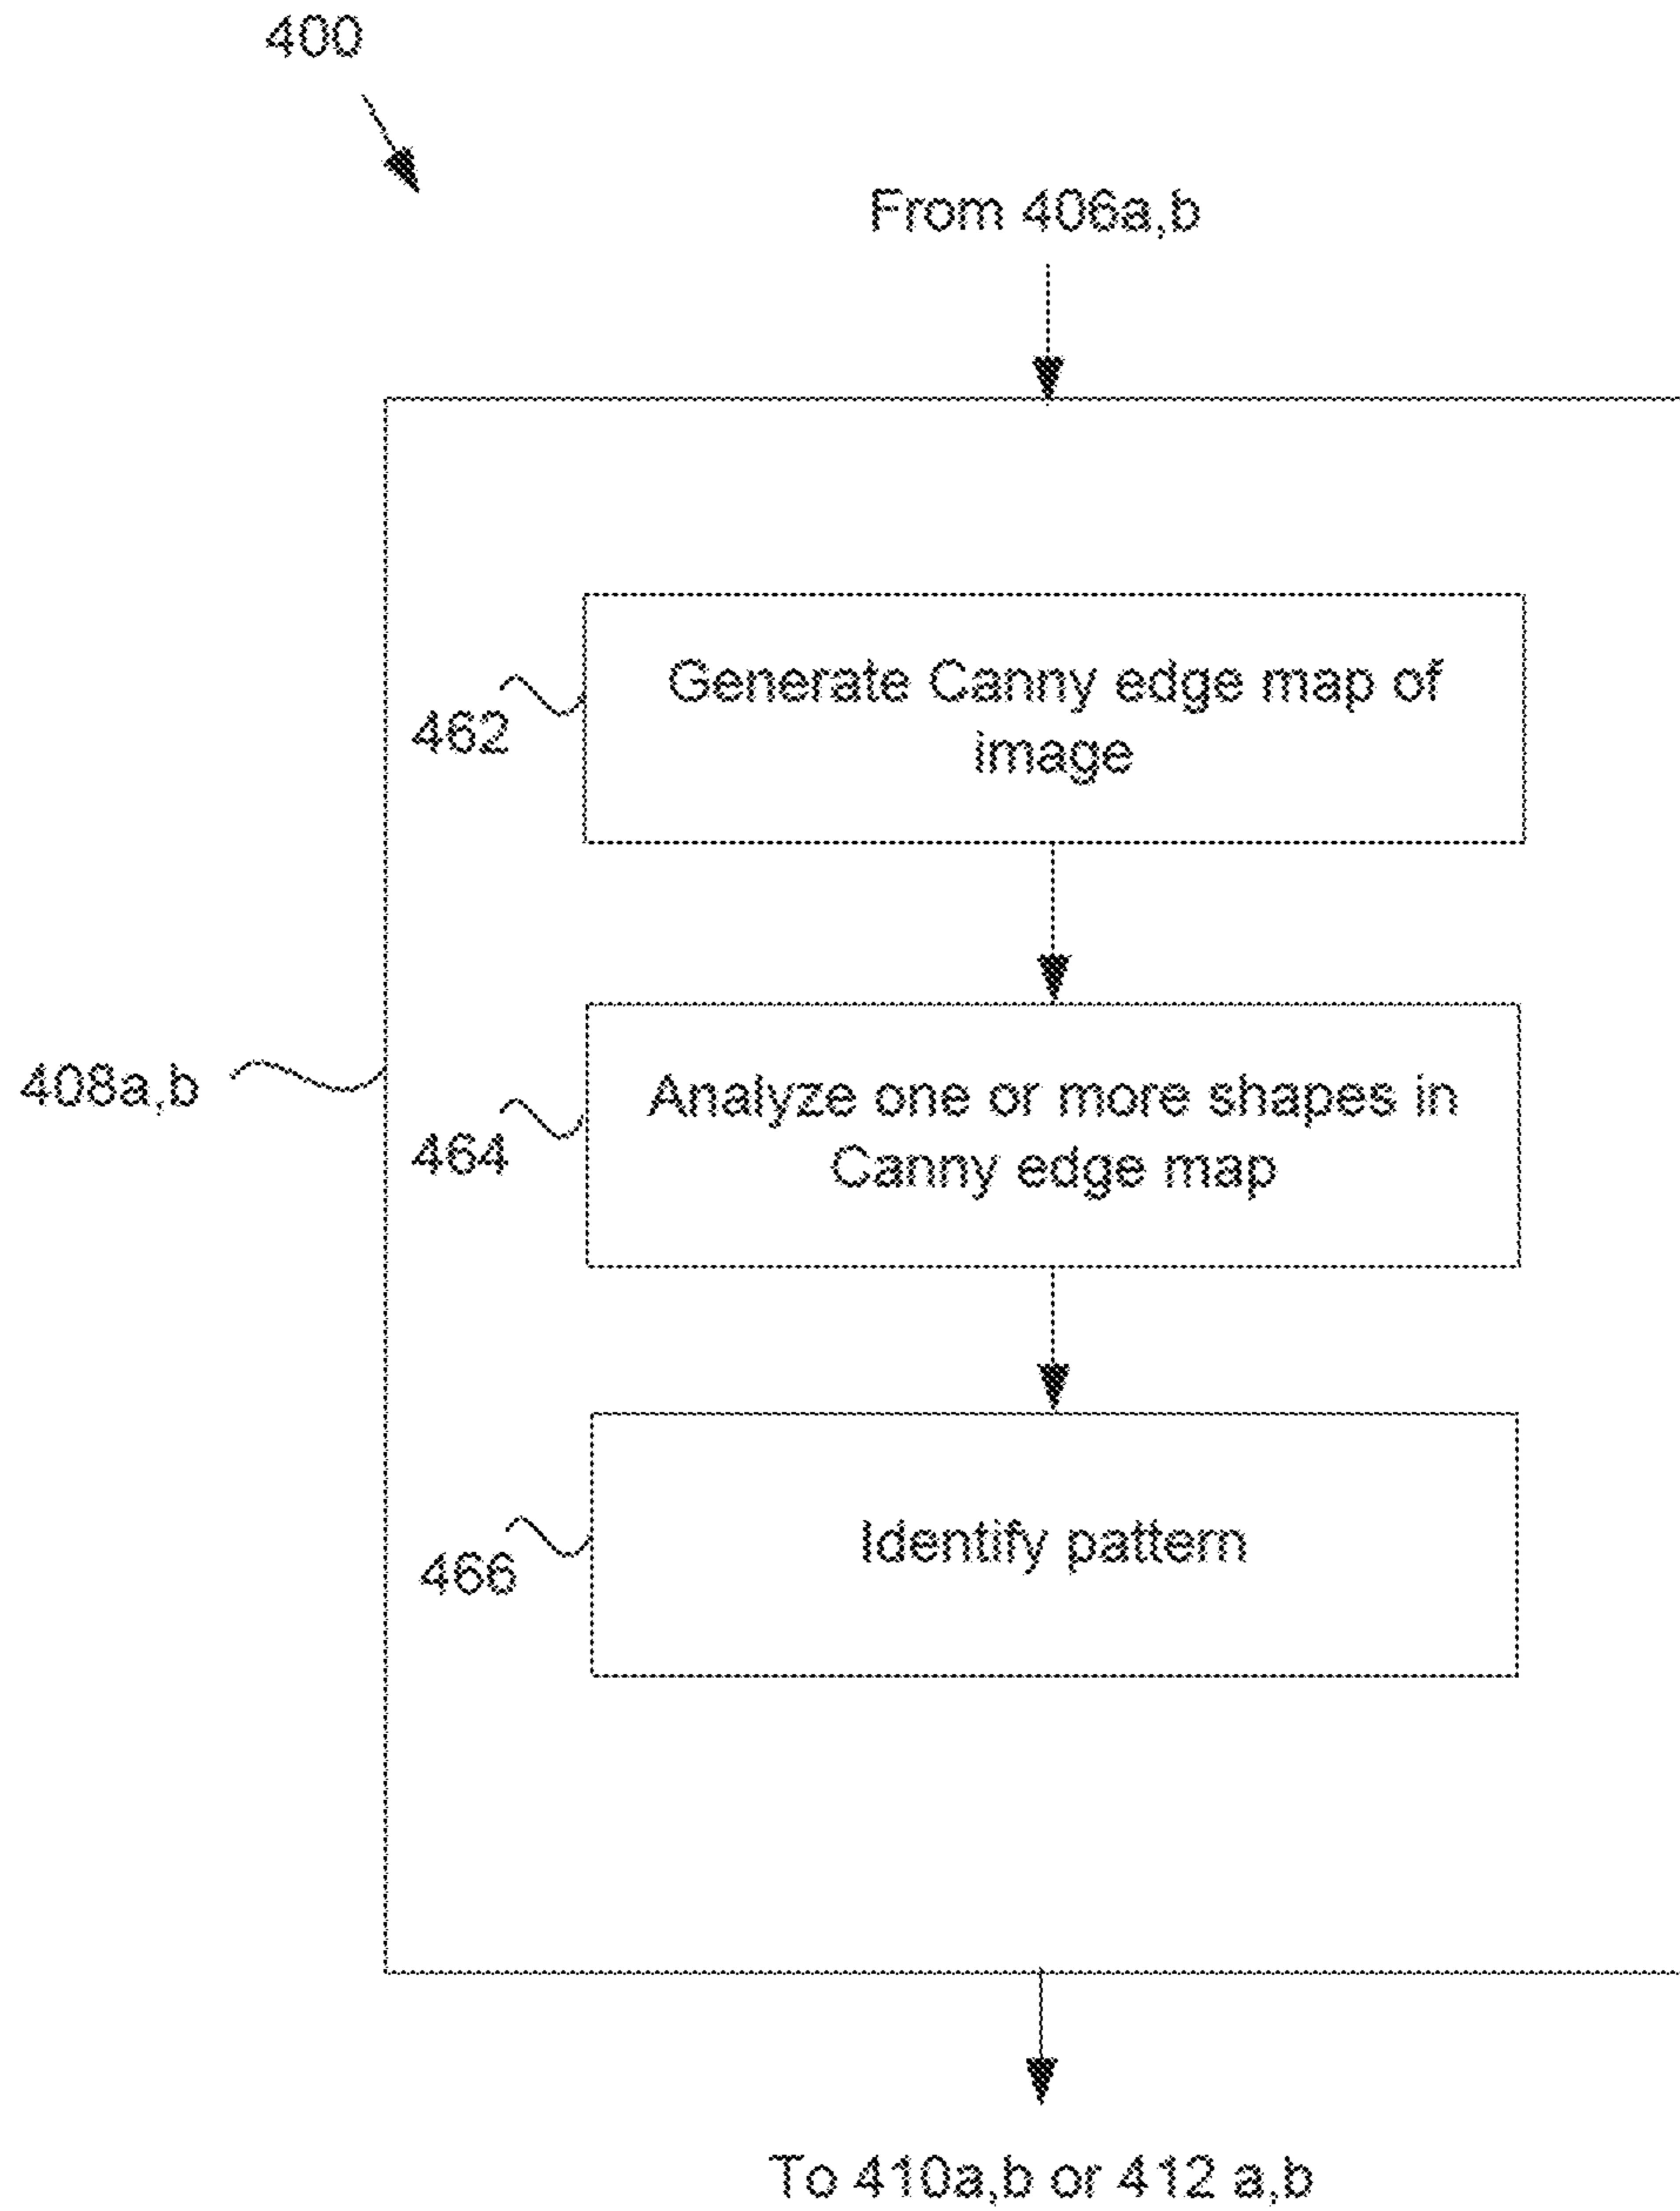 400
From 406a,b
Generate Canny edge map of
image
462
408a,b
Analyze one or more shapes in
Canny edge map
464
Identify pattern
466
To 410a,b or 412 a,b